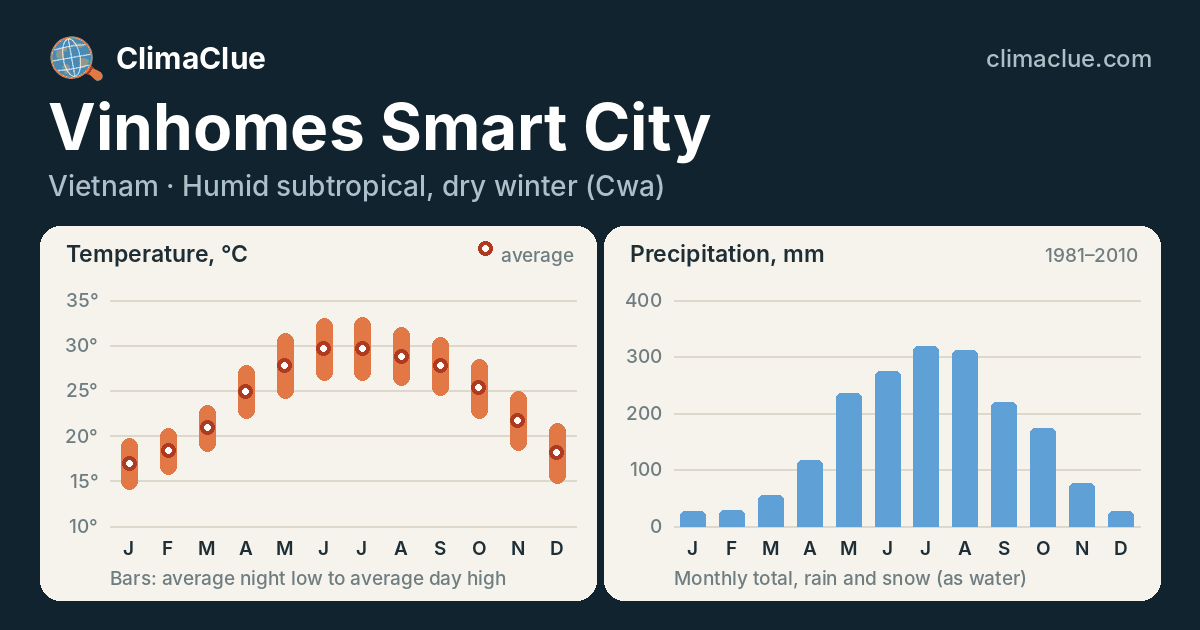 ClimaClue
climaclue.com
Vinhomes Smart City
Vietnam · Humid subtropical, dry winter (Cwa)
Temperature, °C
average
35°
30°
25°
20°
15°
10°
J F M A M J J A S O N D
Bars: average night low to average day high
Precipitation, mm
1981–2010
400
300
200
100
0
J F M A M J J A S O N D
Monthly total, rain and snow (as water)